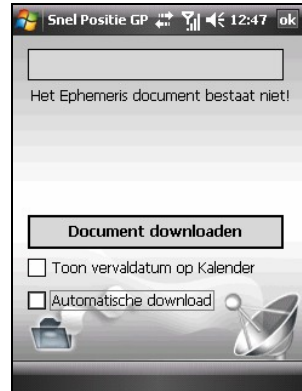 Snel Positie GP 12:47 ok
Het Ephemeris document bestaat niet!
Document downloaden
Toon vervaldatum op Kalender
Automatische download